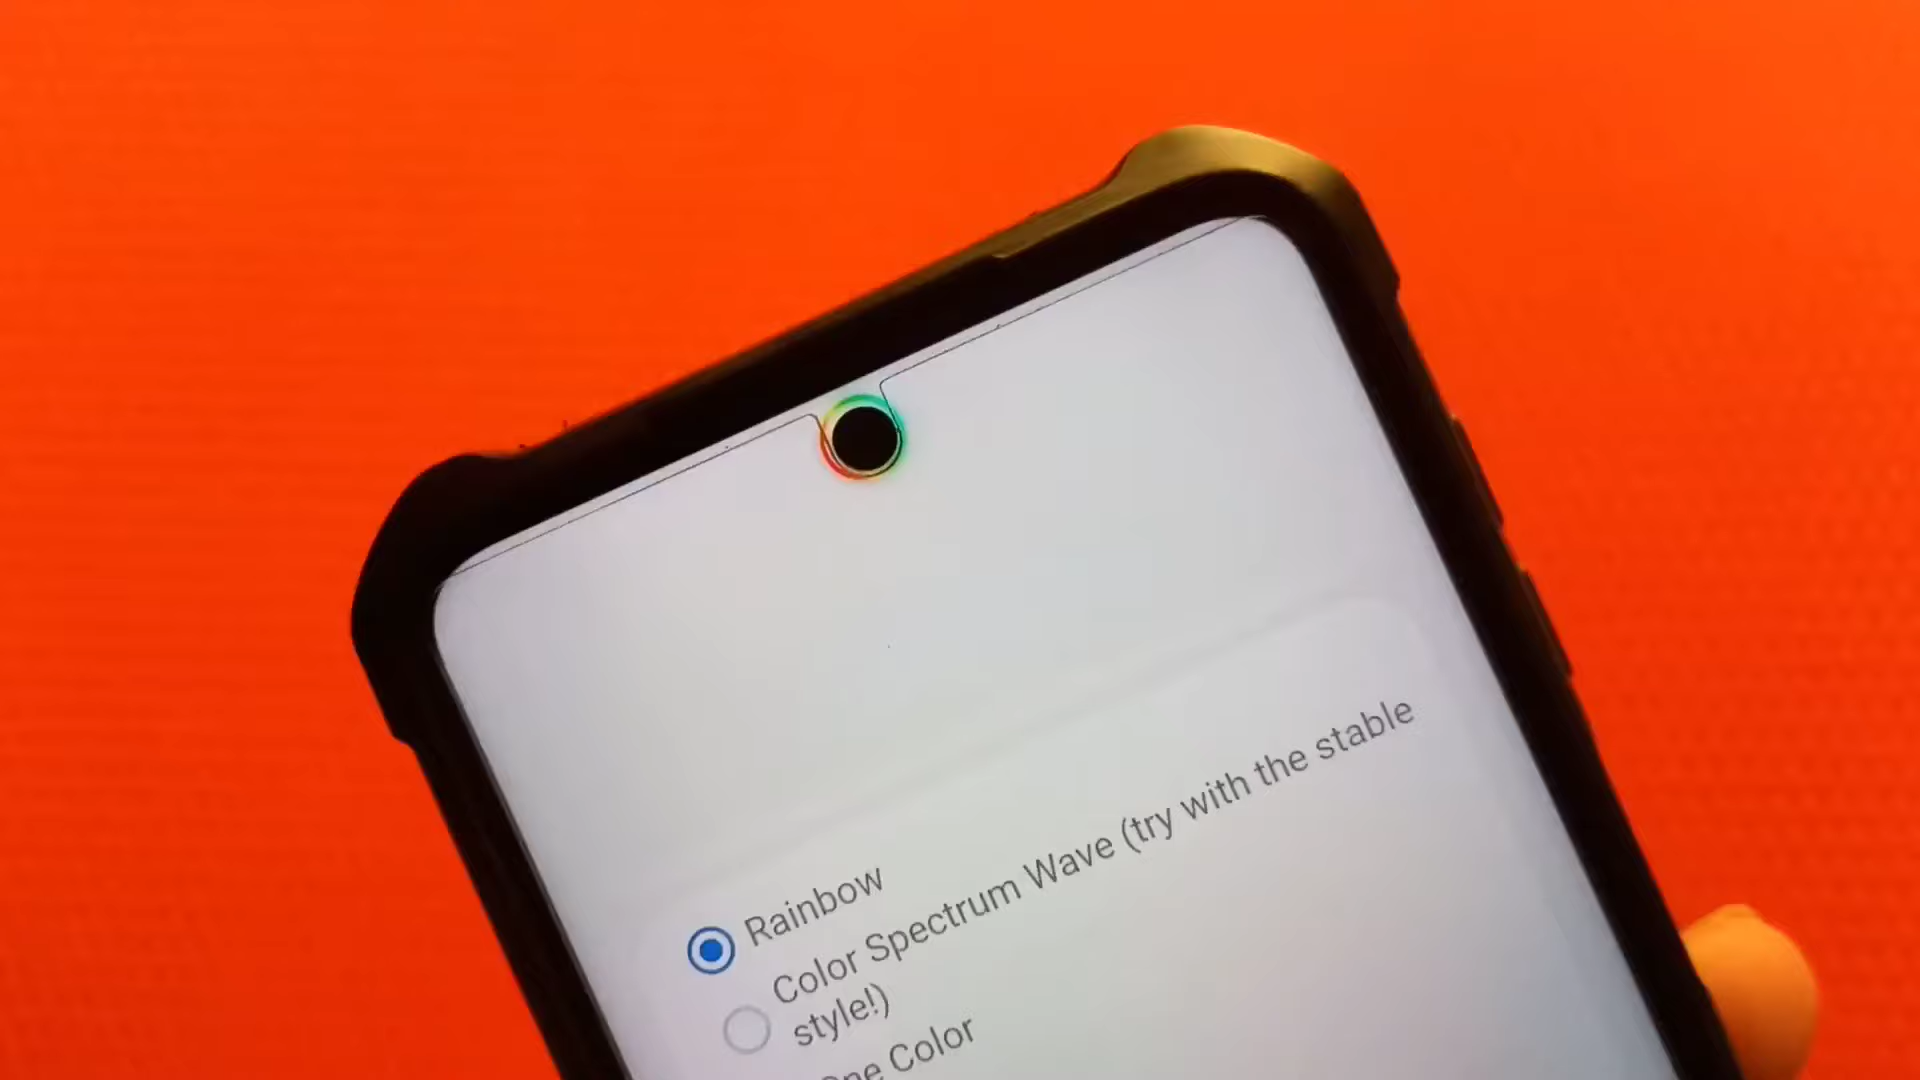 Rainbow
Color Spectrum Wave (try with the stable
style!)
One Color